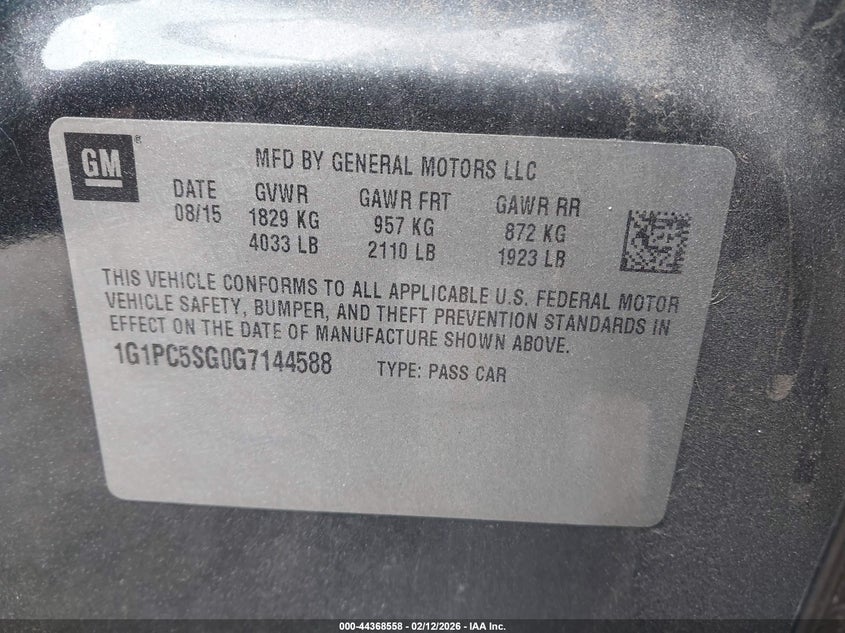 GM
MFD BY GENERAL MOTORS LLC
DATE GVWR GAWR FRT GAWR RR
08/15 1829 KG 957 KG 872 KG
4033 LB 2110 LB 1923 LB
THIS VEHICLE CONFORMS TO ALL APPLICABLE U.S. FEDERAL MOTOR
VEHICLE SAFETY, BUMPER, AND THEFT PREVENTION STANDARDS IN
EFFECT ON THE DATE OF MANUFACTURE SHOWN ABOVE.
1G1PC5SG0G7144588 TYPE: PASS CAR
000-44368558 - 02/12/2026 - IAA Inc.